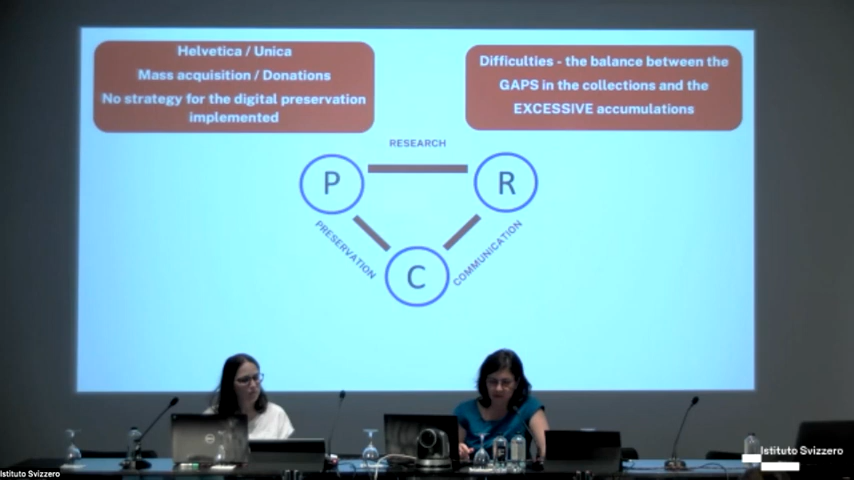 Helvetica / Unica
Mass acquisition / Donations
No strategy for the digital preservation
implemented
Difficulties - the balance between the
GAPS in the collections and the
EXCESSIVE accumulations
RESEARCH
P
R
PRESERVATION
COMMUNICATION
C
Istituto Svizzero
Istituto Svizzero